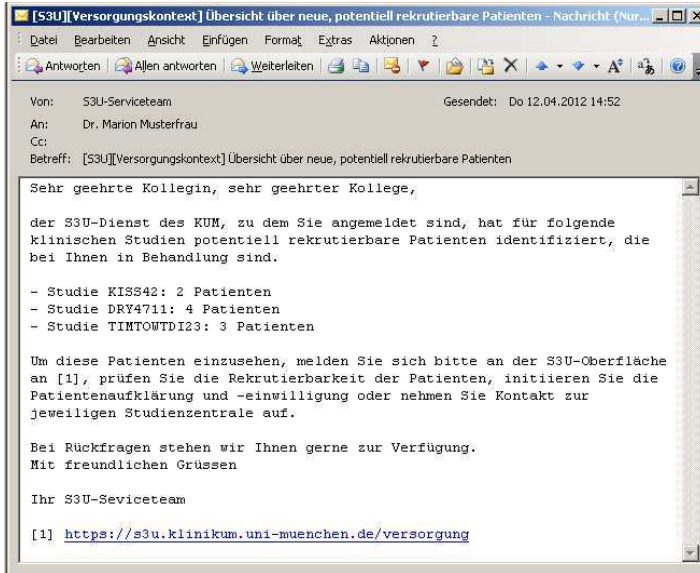 [S3U][Versorgungskontext] Übersicht über neue, potentiell rekrutierbare Patienten - Nachricht (Nur...
Datei Bearbeiten Ansicht Einfügen Format Extras Aktionen ?
Antworten Allen antworten Weiterleiten
Von: S3U-Serviceteam Gesendet: Do 12.04.2012 14:52
An: Dr. Marion Musterfrau
Cc:
Betreff: [S3U][Versorgungskontext] Übersicht über neue, potentiell rekrutierbare Patienten
Sehr geehrte Kollegin, sehr geehrter Kollege,
der S3U-Dienst des KUM, zu dem Sie angemeldet sind, hat für folgende
klinischen Studien potentiell rekrutierbare Patienten identifiziert, die
bei Ihnen in Behandlung sind.
- Studie KISS42: 2 Patienten
- Studie DRY4711: 4 Patienten
- Studie TIMTOWTDI23: 3 Patienten
Um diese Patienten einzusehen, melden Sie sich bitte an der S3U-Oberfläche
an [1], prüfen Sie die Rekrutierbarkeit der Patienten, initiieren Sie die
Patientenaufklärung und -einwilligung oder nehmen Sie Kontakt zur
jeweiligen Studienzentrale auf.
Bei Rückfragen stehen wir Ihnen gerne zur Verfügung.
Mit freundlichen Grüssen
Ihr S3U-Seviceteam
[1] https://s3u.klinikum.uni-muenchen.de/versorgung